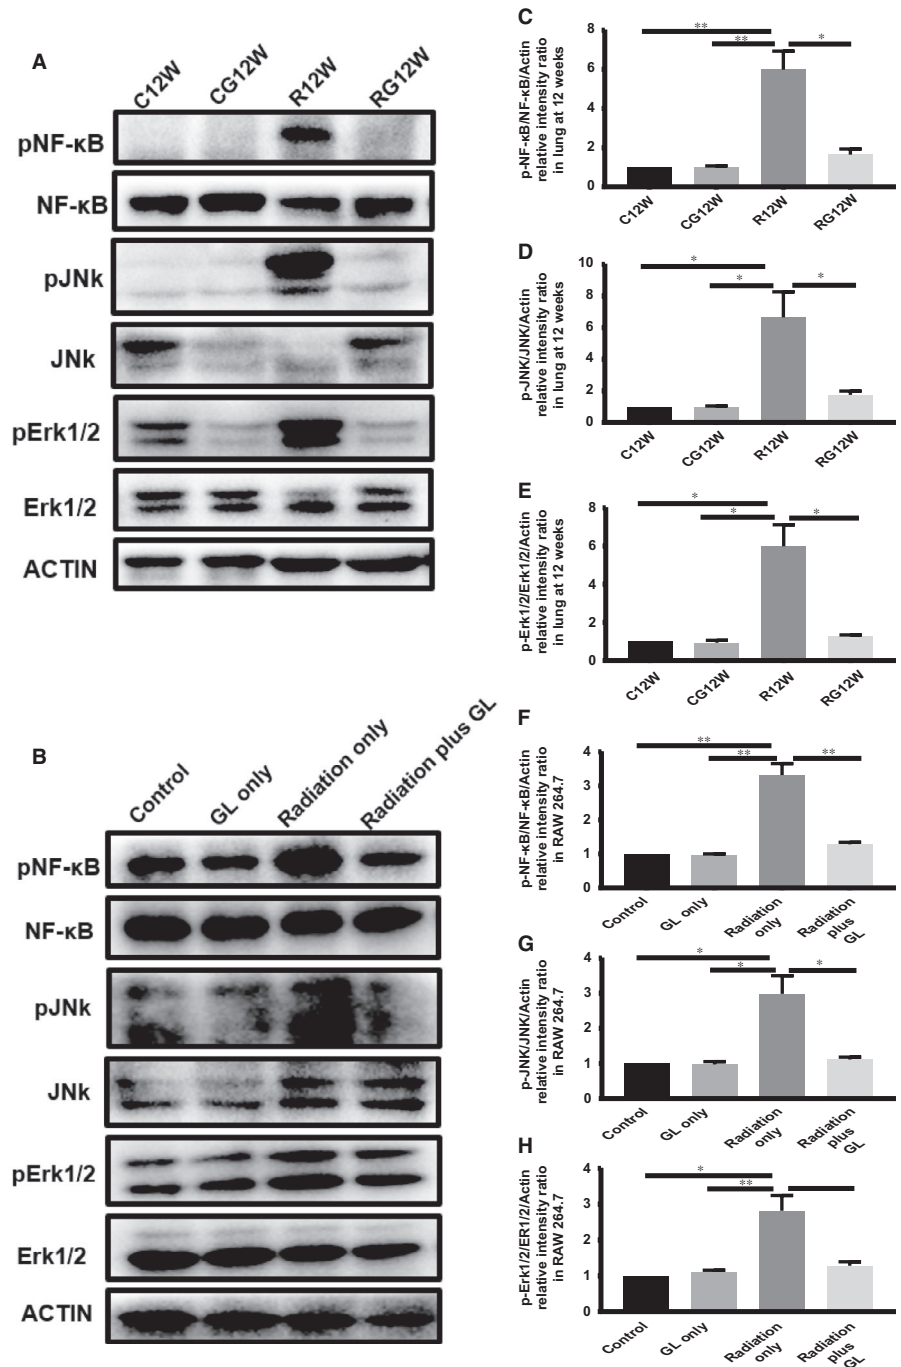 A
C12W
CG12W
R12W
RG12W
pNF-κB
NF-κB
pJNk
JNk
pErk1/2
Erk1/2
ACTIN
B
Control
GL only
Radiation only
Radiation plus GL
pNF-κB
NF-κB
pJNk
JNk
pErk1/2
Erk1/2
ACTIN
C
p-NF-κB/NF-κB/Actin
relative intensity ratio
in lung at 12 weeks
8
6
4
2
0
**
**
*
C12W
CG12W
R12W
RG12W
D
p-JNK/JNK/Actin
relative intensity ratio
in lung at 12 weeks
10
8
6
4
2
0
*
*
*
C12W
CG12W
R12W
RG12W
E
p-Erk1/2/Erk1/2/Actin
relative intensity ratio
in lung at 12 weeks
8
6
4
2
0
*
*
*
C12W
CG12W
R12W
RG12W
F
p-NF-κB/NF-κB/Actin
relative intensity ratio
in RAW 264.7
4
3
2
1
0
**
**
**
Control
GL only
Radiation
only
Radiation
plus
GL
G
p-JNK/JNK/Actin
relative intensity ratio
in RAW 264.7
4
3
2
1
0
*
*
*
Control
GL only
Radiation
only
Radiation
plus
GL
H
p-Erk1/2/ER1/2/Actin
relative intensity ratio
in RAW 264.7
4
3
2
1
0
*
**
Control
GL only
Radiation
only
Radiation
plus
GL